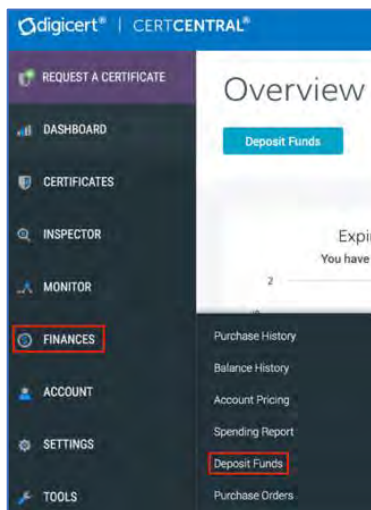 digicert® | CERTCENTRAL®
REQUEST A CERTIFICATE
DASHBOARD
CERTIFICATES
INSPECTOR
MONITOR
FINANCES
ACCOUNT
SETTINGS
TOOLS
Overview
Deposit Funds
Expi
You have
2
Purchase History
Balance History
Account Pricing
Spending Report
Deposit Funds
Purchase Orders